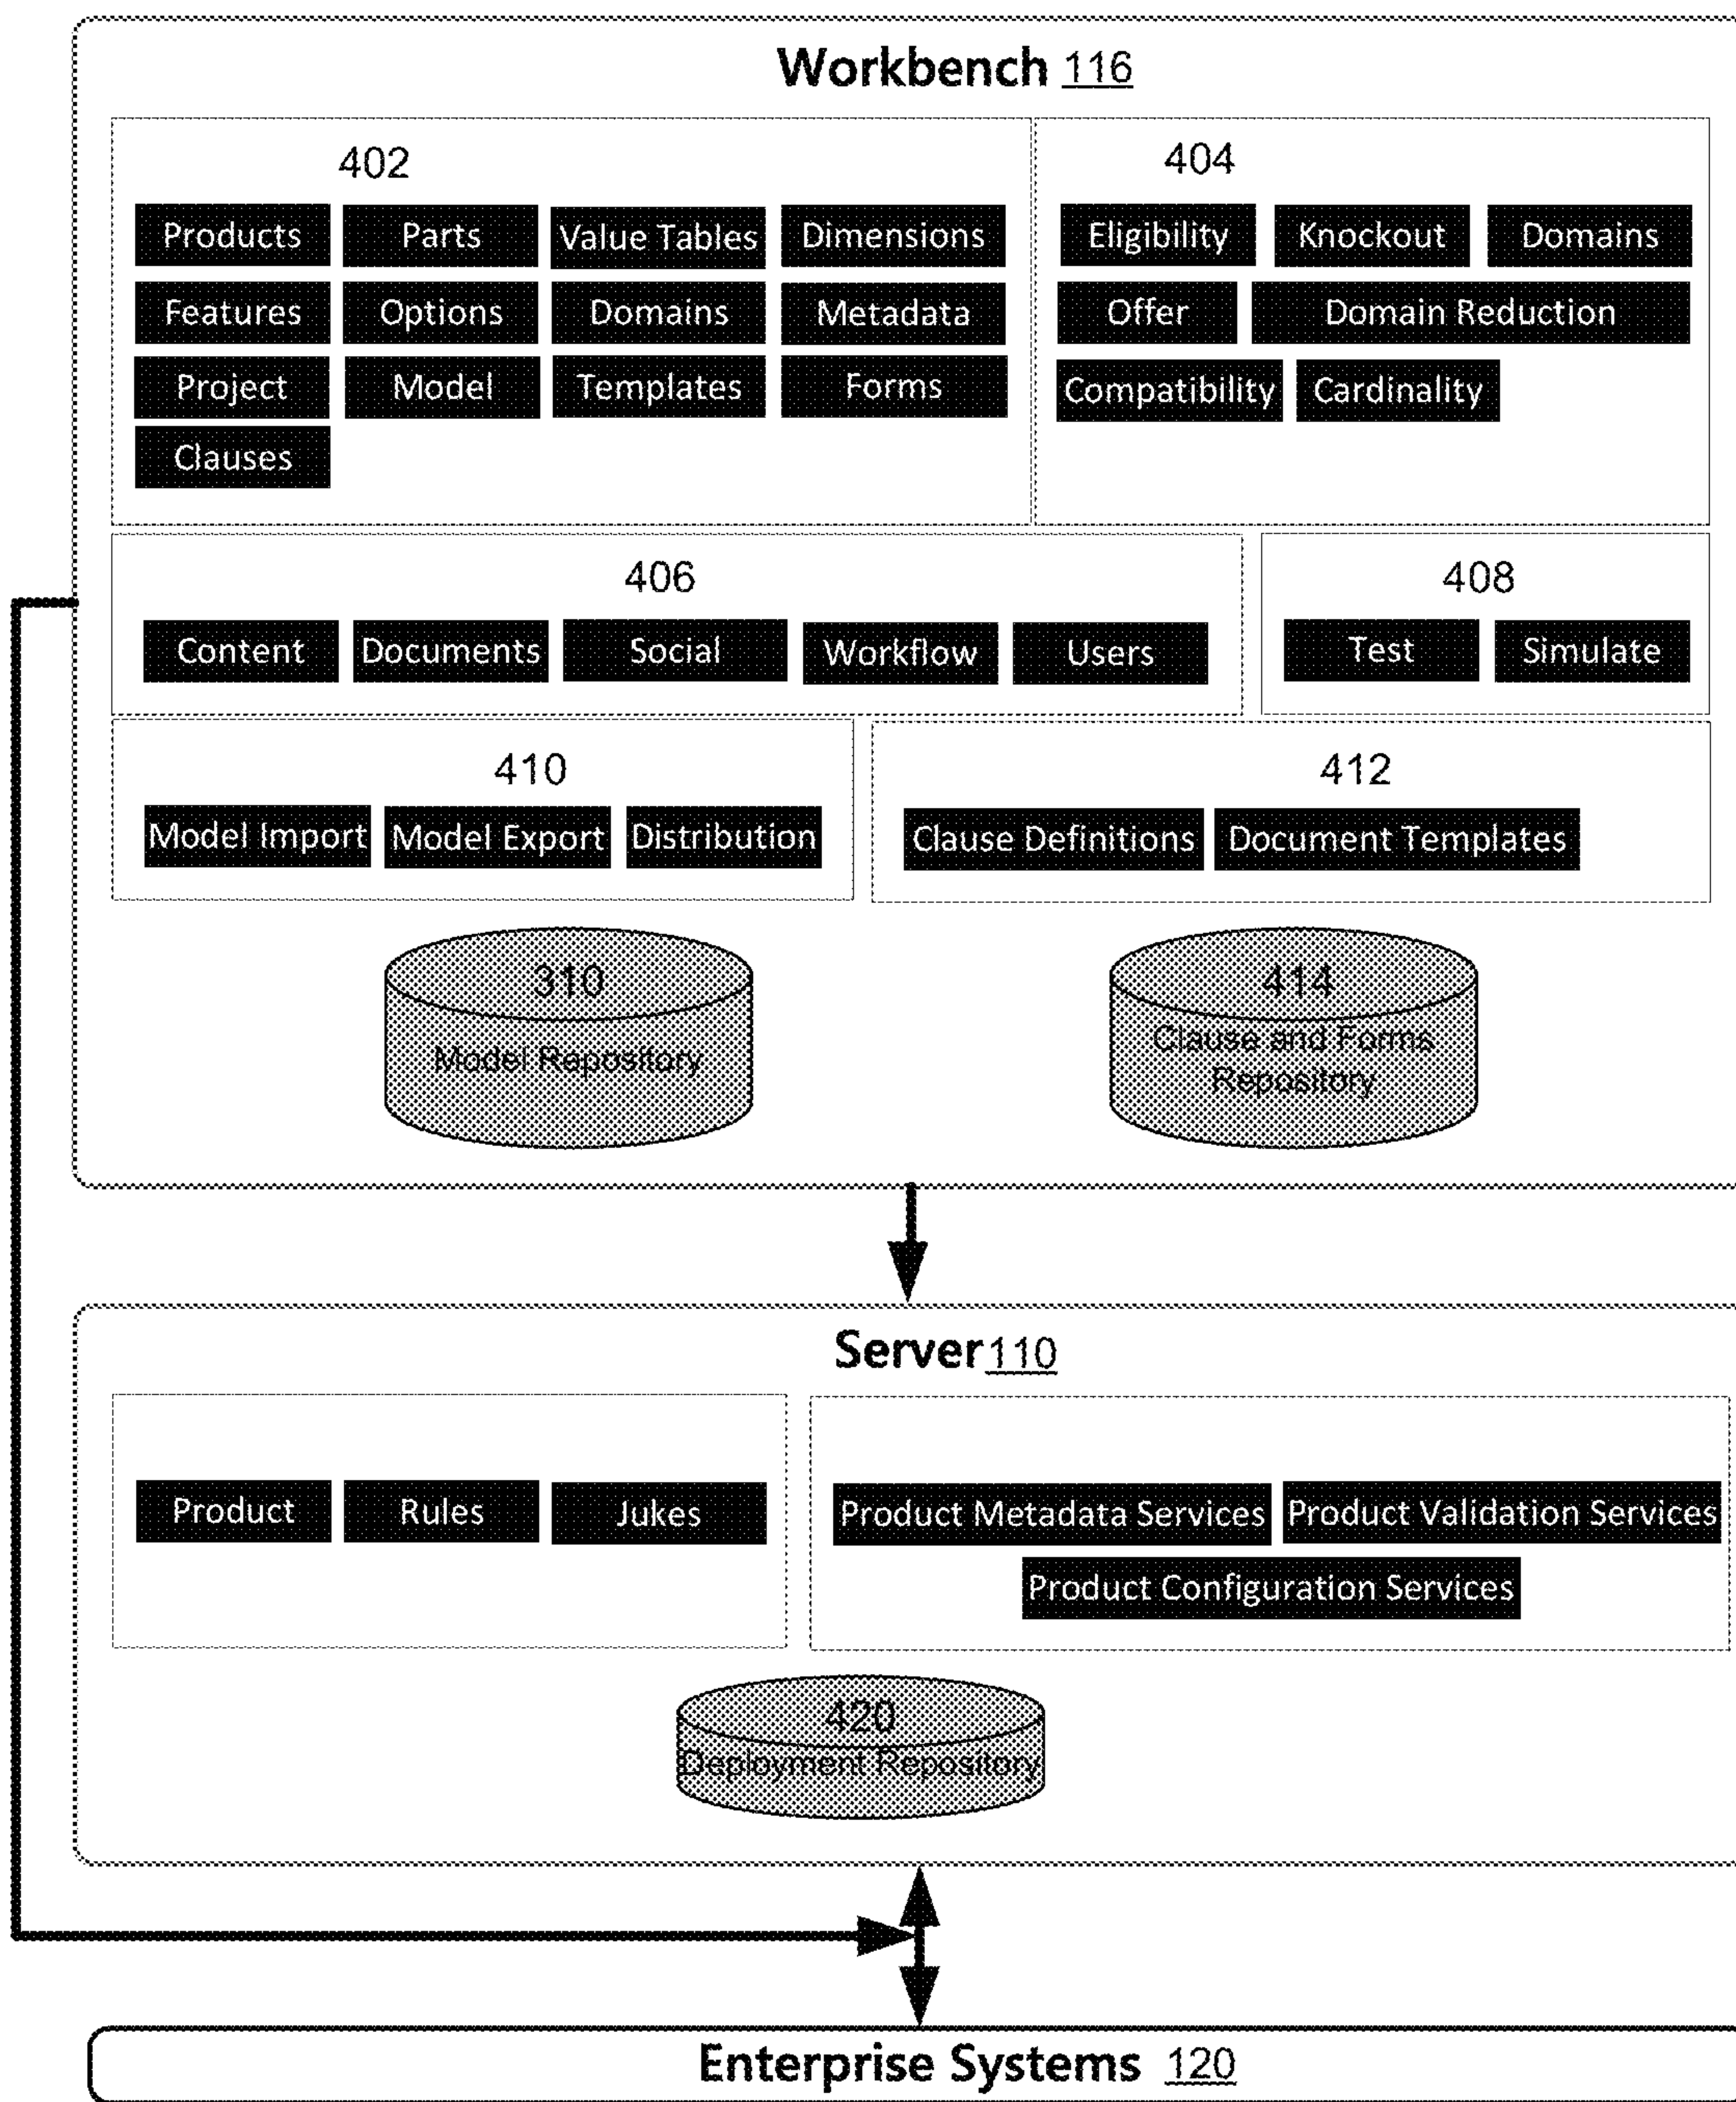 Workbench 116
402
Products Parts Value Tables Dimensions
Features Options Domains Metadata
Project Model Templates Forms
Clauses
404
Eligibility Knockout Domains
Offer Domain Reduction
Compatibility Cardinality
406
Content Documents Social Workflow Users
408
Test Simulate
410
Model Import Model Export Distribution
412
Clause Definitions Document Templates
310
Model Repository
414
Clause and Forms
Repository
Server 110
Product Rules Jukes
Product Metadata Services Product Validation Services
Product Configuration Services
420
Deployment Repository
Enterprise Systems 120